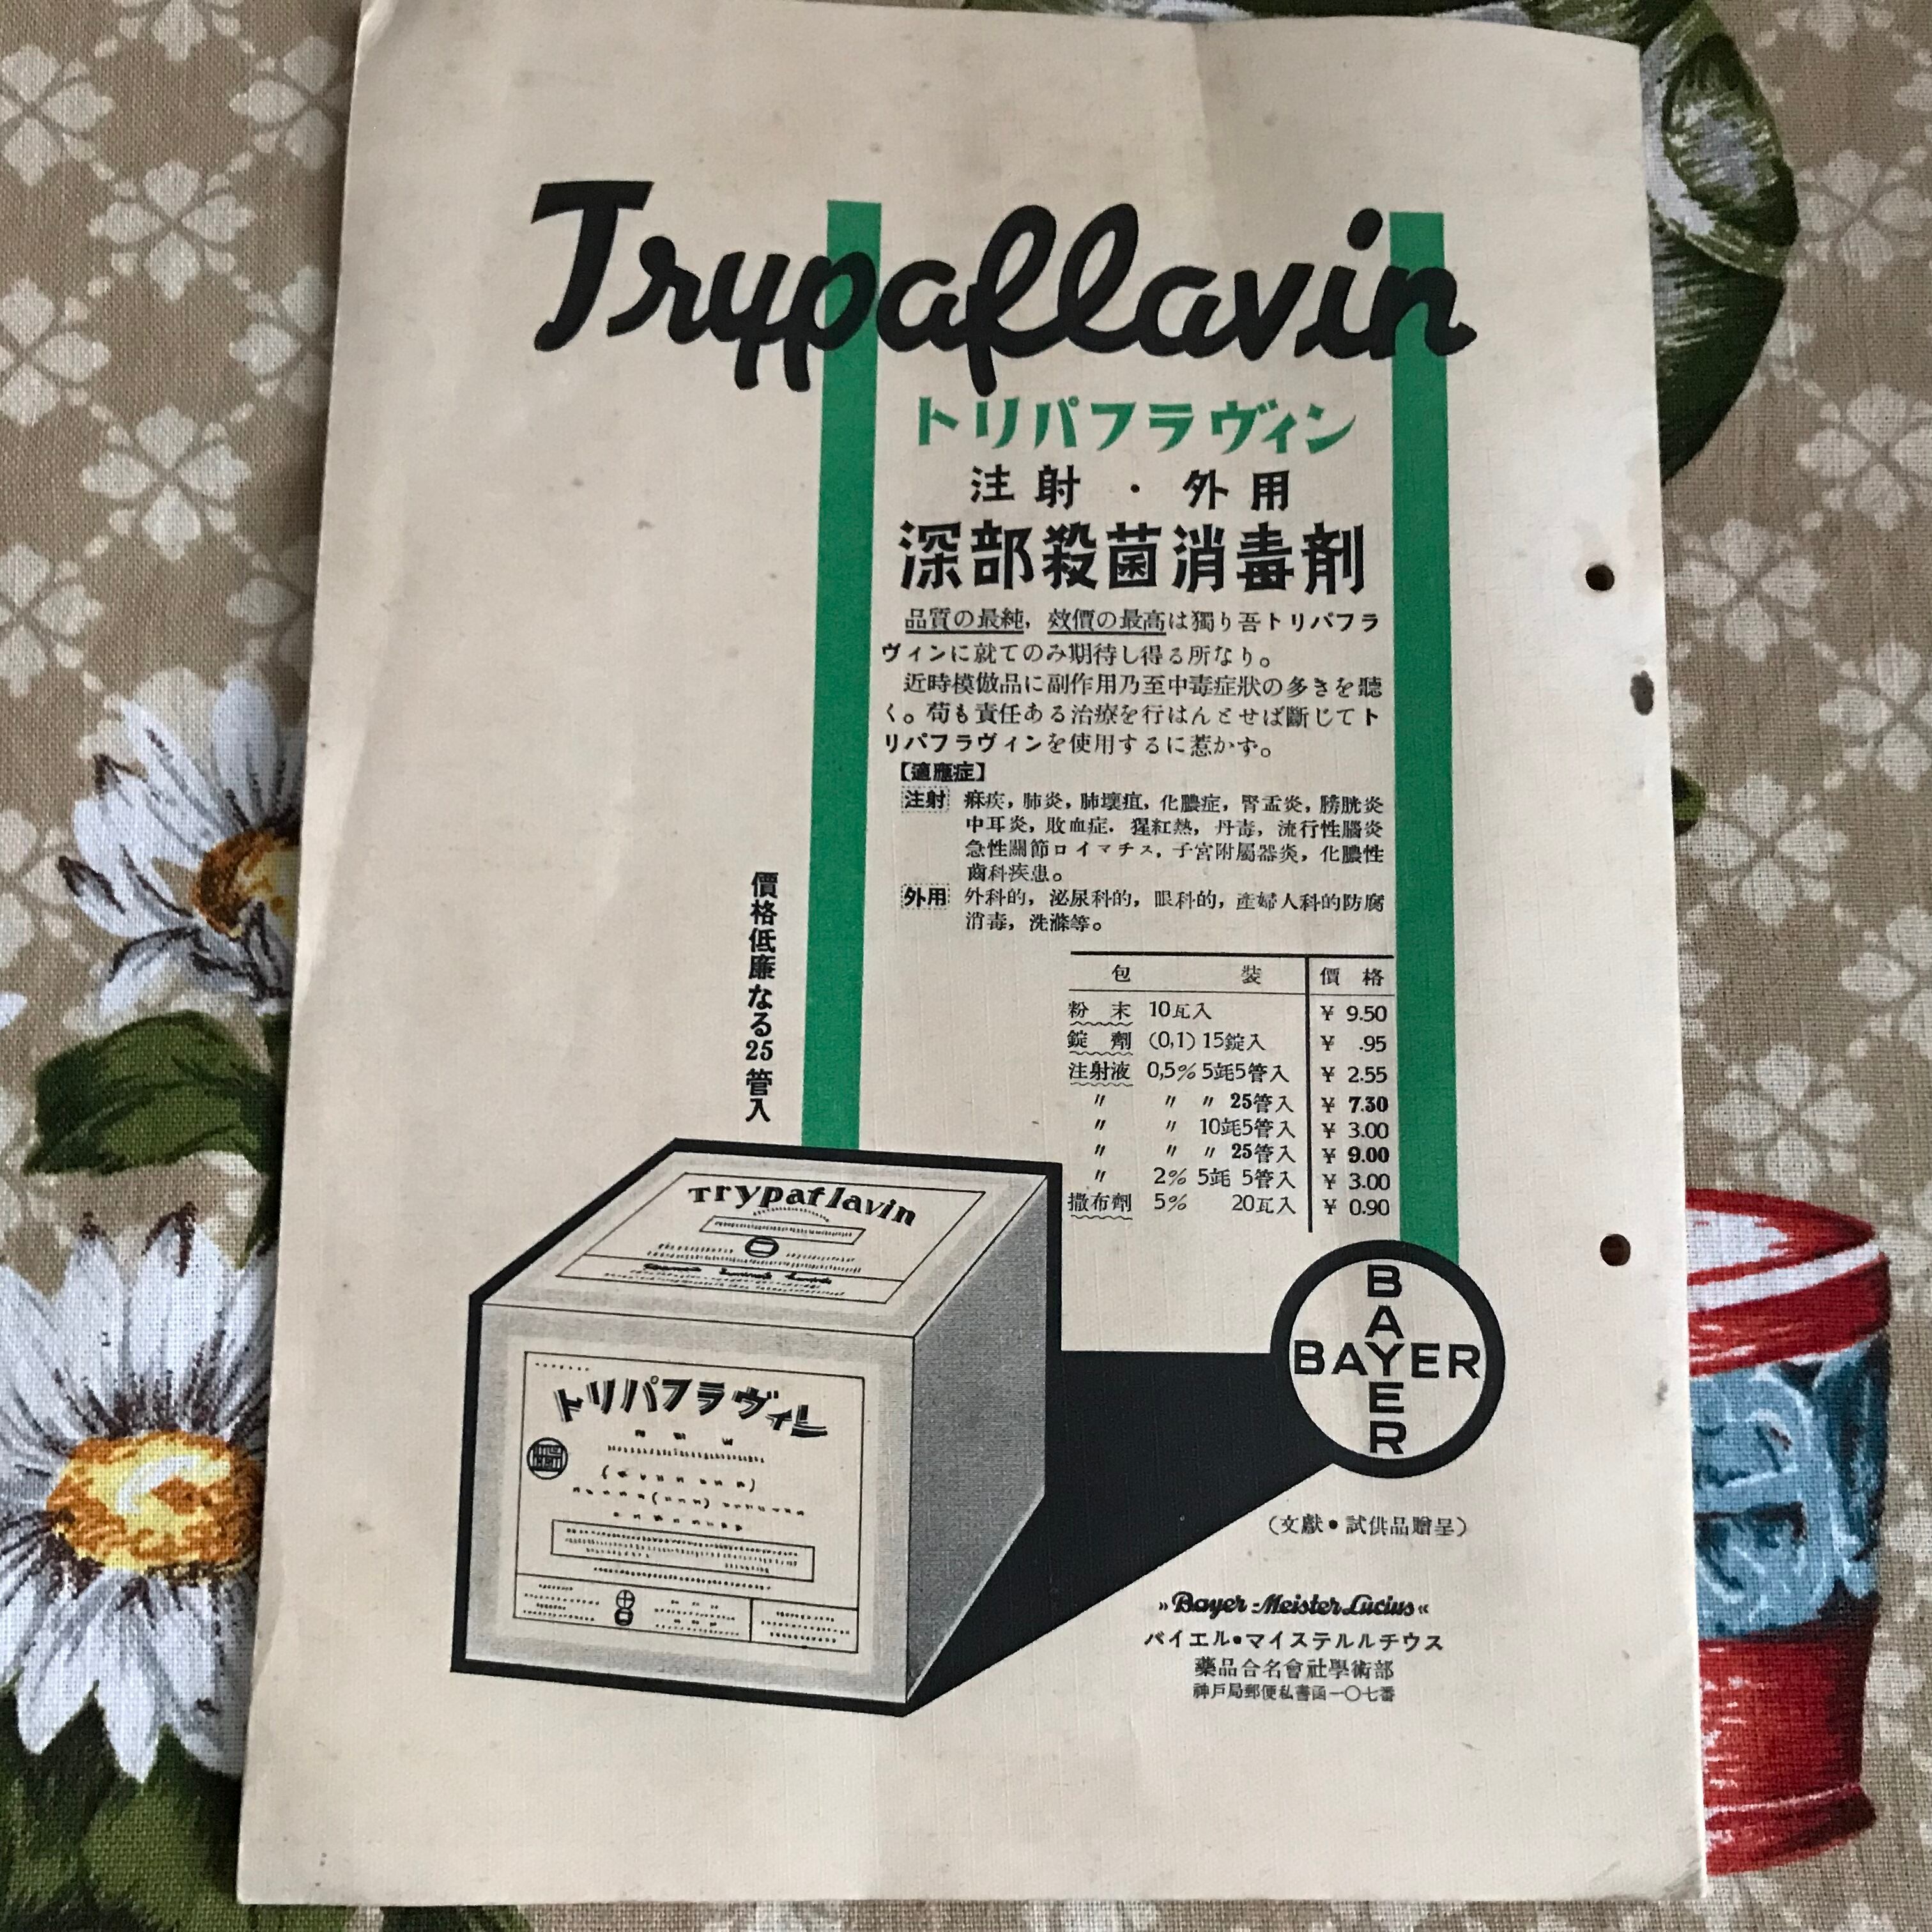 Trypaflavin
トリパフラヴィン
注射・外用
深部殺菌消毒剤
品質の最純, 效價の最高は獨り吾トリパフラ
ヴィンに就てのみ期待し得る所なり。
近時模倣品に副作用乃至中毒症狀の多きを聽
く。苟も責任ある治療を行はんとせば斷じてト
リパフラヴィンを使用するに惹かず。
【適應症】
注射 痳疾, 肺炎, 肺壞疽, 化膿症, 腎盂炎, 膀胱炎
中耳炎, 敗血症. 猩紅熱, 丹毒, 流行性腦炎
急性關節ロイマチス, 子宮附屬器炎, 化膿性
齒科疾患。
外用 外科的, 泌尿科的, 眼科的, 産婦人科的防腐
消毒, 洗滌等。
包裝 價格
粉末 10瓦入 ¥ 9.50
錠劑 (0,1) 15錠入 ¥ .95
注射液 0,5% 5竓5管入 ¥ 2.55
〃 〃 〃 25管入 ¥ 7.30
〃 〃 10竓5管入 ¥ 3.00
〃 〃 〃 25管入 ¥ 9.00
〃 2% 5竓 5管入 ¥ 3.00
撒布劑 5% 20瓦入 ¥ 0.90
價格低廉なる25管入
Trypaflavin
トリパフラヴィン
BAYER
BAYER
(文獻•試供品贈呈)
»Bayer-Meister Lucius«
バイエル•マイステルルチウス
藥品合名會社學術部
神戸局郵便私書函一〇七番